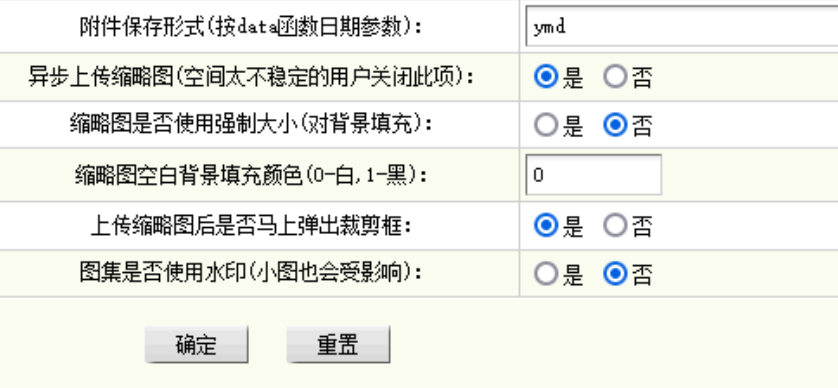 附件保存形式(按data函数日期参数)： ymd
异步上传缩略图(空间太不稳定的用户关闭此项)： 是 否
缩略图是否使用强制大小(对背景填充)： 是 否
缩略图空白背景填充颜色(0-白,1-黑)： 0
上传缩略图后是否马上弹出裁剪框： 是 否
图集是否使用水印(小图也会受影响)： 是 否
确定 重置